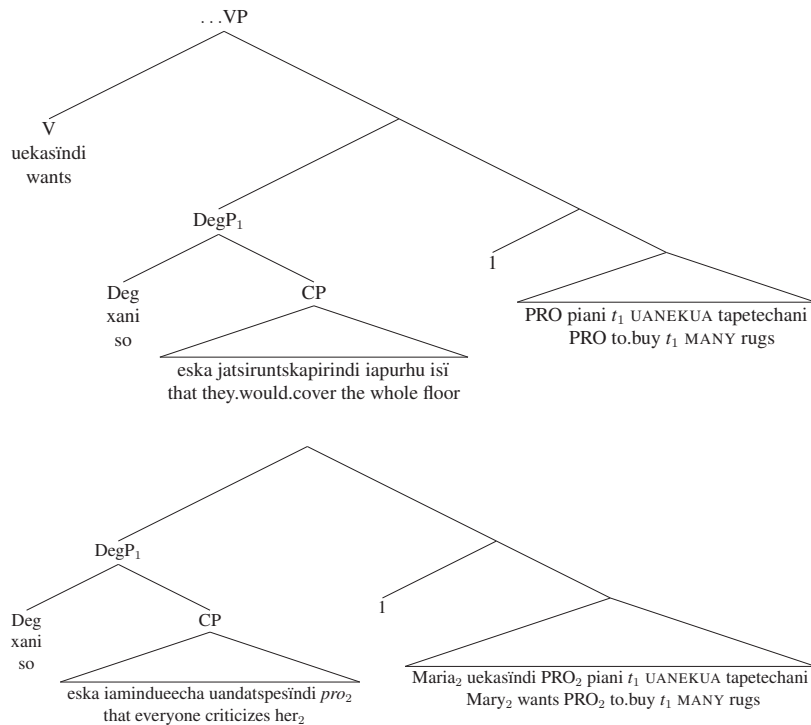 ...VP
V
uekasïndi
wants
DegP₁
Deg
xani
so
CP
eska jatsiruntskapirindi iapurhu isï
that they.would.cover the whole floor
1
PRO piani t₁ UANEKUA tapetechani
PRO to.buy t₁ MANY rugs
DegP₁
Deg
xani
so
CP
eska iamindueecha uandatspesïndi pro₂
that everyone criticizes her₂
1
Maria₂ uekasïndi PRO₂ piani t₁ UANEKUA tapetechani
Mary₂ wants PRO₂ to.buy t₁ MANY rugs